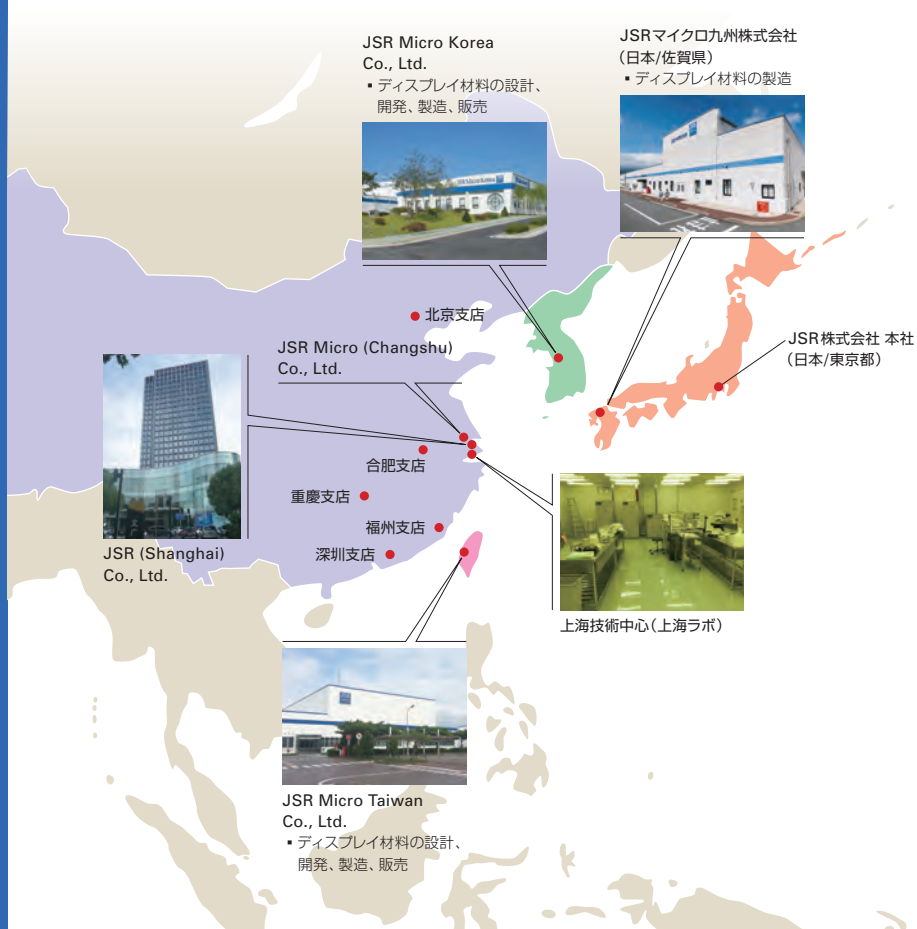 JSR Micro Korea
Co., Ltd.
▪ ディスプレイ材料の設計、
開発、製造、販売
JSRマイクロ九州株式会社
(日本/佐賀県)
▪ ディスプレイ材料の製造
北京支店
JSR Micro (Changshu)
Co., Ltd.
JSR株式会社 本社
(日本/東京都)
合肥支店
重慶支店
福州支店
深圳支店
JSR (Shanghai)
Co., Ltd.
上海技術中心(上海ラボ)
JSR Micro Taiwan
Co., Ltd.
▪ ディスプレイ材料の設計、
開発、製造、販売